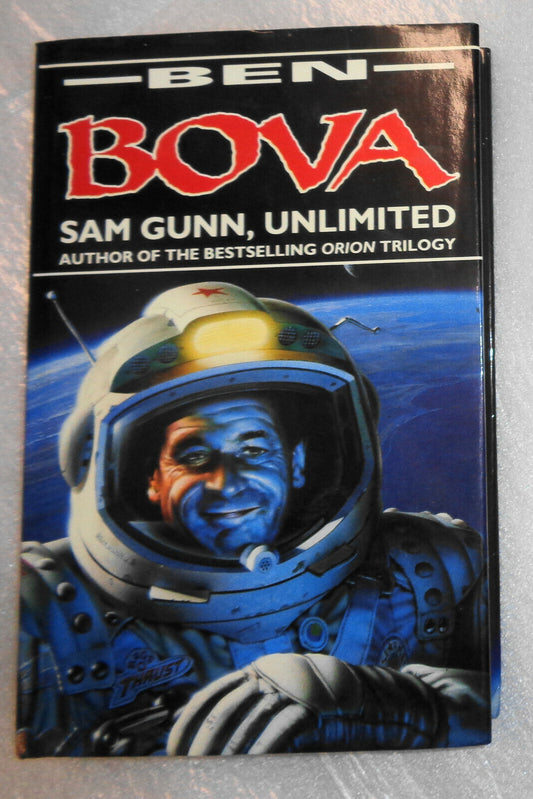 BEN
BOVA
SAM GUNN, UNLIMITED
AUTHOR OF THE BESTSELLING ORION TRILOGY
THRUST